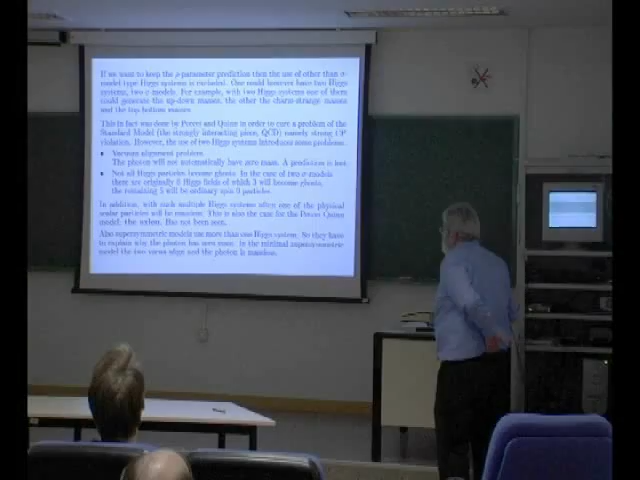 If we want to keep the ρ-parameter prediction then the use of other than σ-
model type Higgs systems is excluded. One could however have two Higgs
systems, two σ models. For example, with two Higgs systems one of them
could generate the up-down masses, the other the charm-strange masses
and the top-bottom masses.
This in fact was done by Peccei and Quinn in order to cure a problem of the
Standard Model (the strongly interacting piece, QCD) namely strong CP
violation. However, the use of two Higgs systems introduces some problems.
• Vacuum alignment problem.
The photon will not automatically have zero mass. A prediction is lost.
• Not all Higgs particles become ghosts. In the case of two σ-models
there are originally 8 Higgs fields of which 3 will become ghosts,
the remaining 5 will be ordinary spin 0 particles.
In addition, with such multiple Higgs systems often one of the physical
scalar particles will be massless. This is also the case for the Peccei Quinn
model: the axion. Has not been seen.
Also supersymmetric models use more than one Higgs system. So they have
to explain why the photon has zero mass. In the minimal supersymmetric
model the two and the photon is massless.